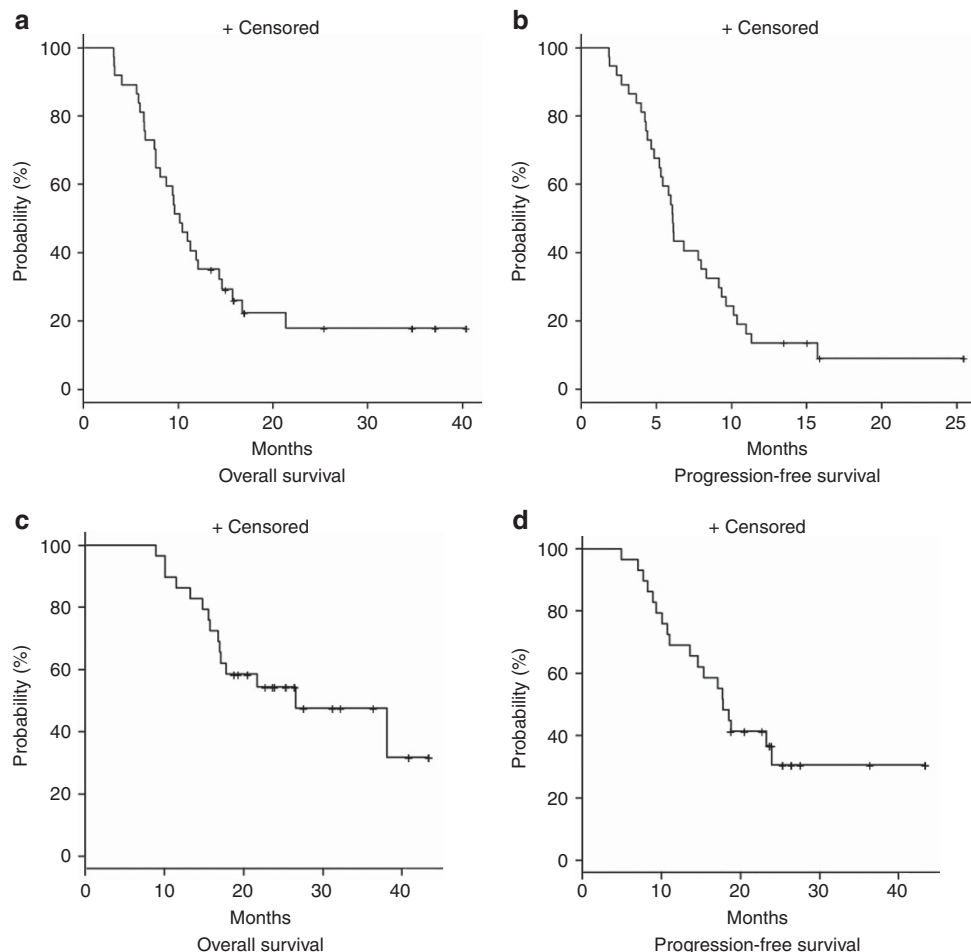 a
+ Censored
100
80
60
40
20
0
Probability (%)
0 10 20 30 40
Months
Overall survival
b
+ Censored
100
80
60
40
20
0
Probability (%)
0 5 10 15 20 25
Months
Progression-free survival
c
+ Censored
100
80
60
40
20
0
Probability (%)
0 10 20 30 40
Months
Overall survival
d
+ Censored
100
80
60
40
20
0
Probability (%)
0 10 20 30 40
Months
Progression-free survival